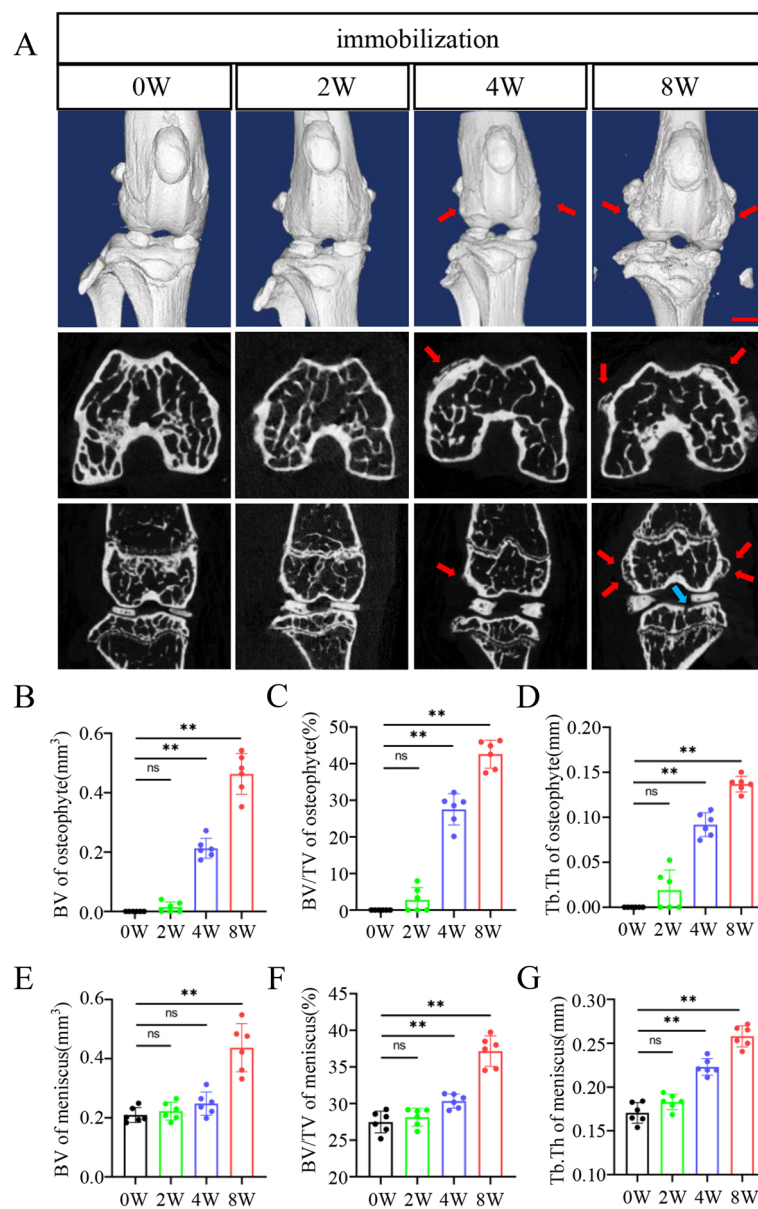 A
immobilization
0W 2W 4W 8W
B C D
BV of osteophyte(mm³)
0.6
0.4
0.2
0.0
**
**
ns
0W 2W 4W 8W
BV/TV of osteophyte(%)
50
40
30
20
10
0
**
**
ns
0W 2W 4W 8W
Tb.Th of osteophyte(mm)
0.20
0.15
0.10
0.05
0.00
**
**
ns
0W 2W 4W 8W
E F G
BV of meniscus(mm³)
0.6
0.4
0.2
0.0
**
ns
ns
0W 2W 4W 8W
BV/TV of meniscus(%)
45
40
35
30
25
20
**
**
ns
0W 2W 4W 8W
Tb.Th of meniscus(mm)
0.30
0.25
0.20
0.15
0.10
**
**
ns
0W 2W 4W 8W